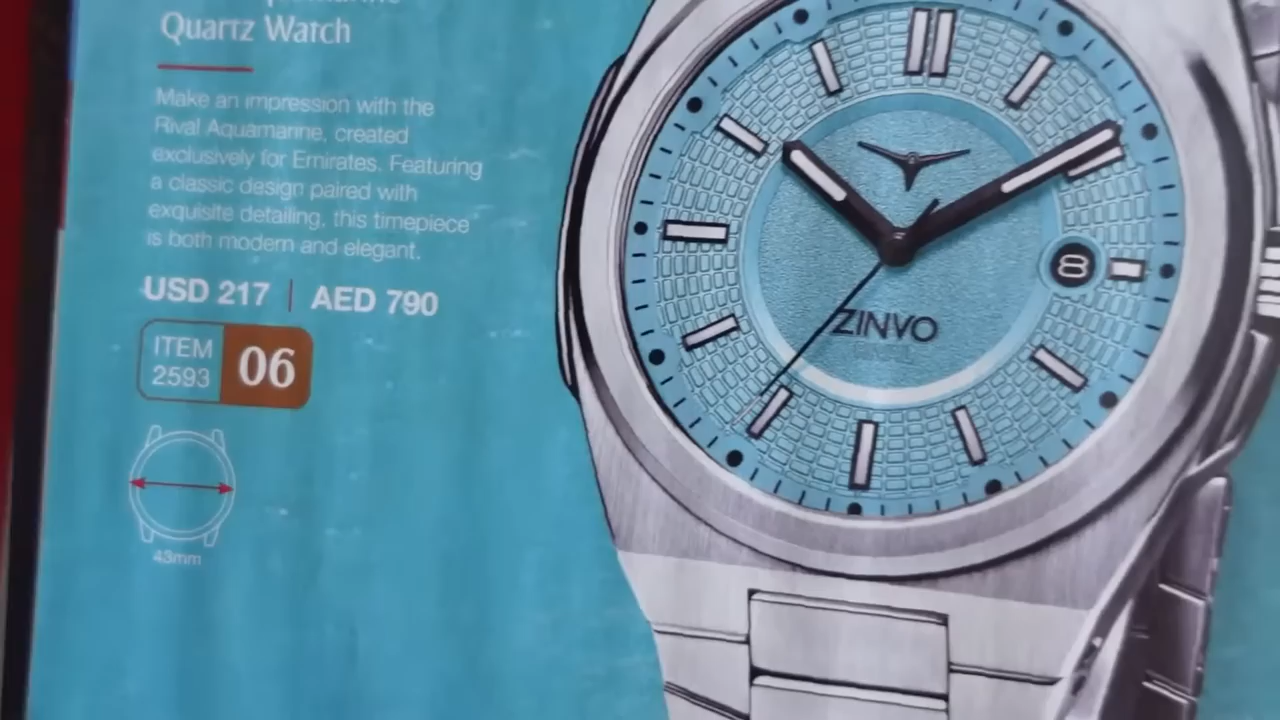 Quartz Watch
Make an impression with the
Rival Aquamarine, created
exclusively for Emirates. Featuring
a classic design paired with
exquisite detailing, this timepiece
is both modern and elegant.
USD 217 | AED 790
ITEM
2593
06
43mm
8
ZINVO